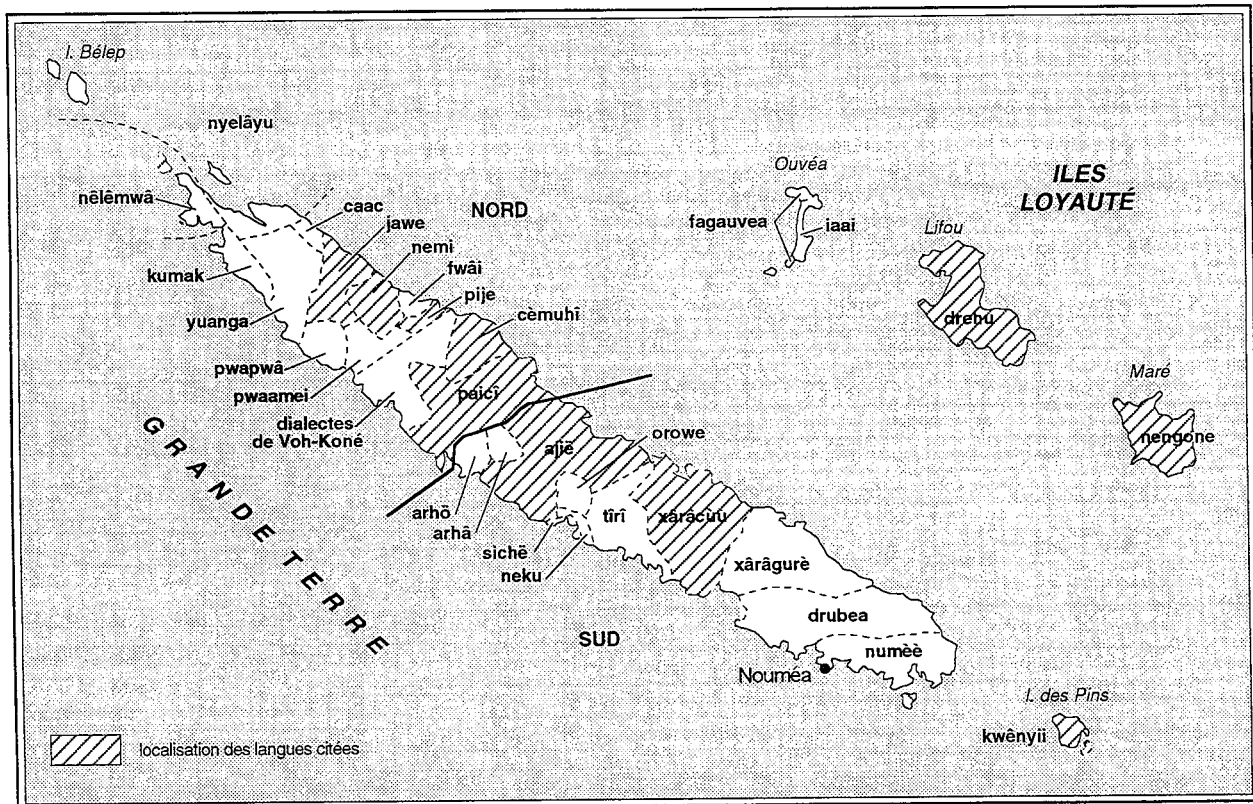 I. Bélep
nyelâyu
nêlêmwâ
caac
NORD
jawe
nemi
fwâi
pije
cèmuhî
kumak
yuanga
pwapwâ
pwaamei
dialectes
de Voh-Koné
paicî
ajië
orowe
arhö
arhâ
sichë
neku
tîrî
xârâcùù
xârâgurè
drubea
numèè
Nouméa
SUD
GRANDE TERRE
Ouvéa
fagauvea
iaai
ILES
LOYAUTÉ
Lifou
drehu
Maré
nengone
I. des Pins
kwênyii
localisation des langues citées